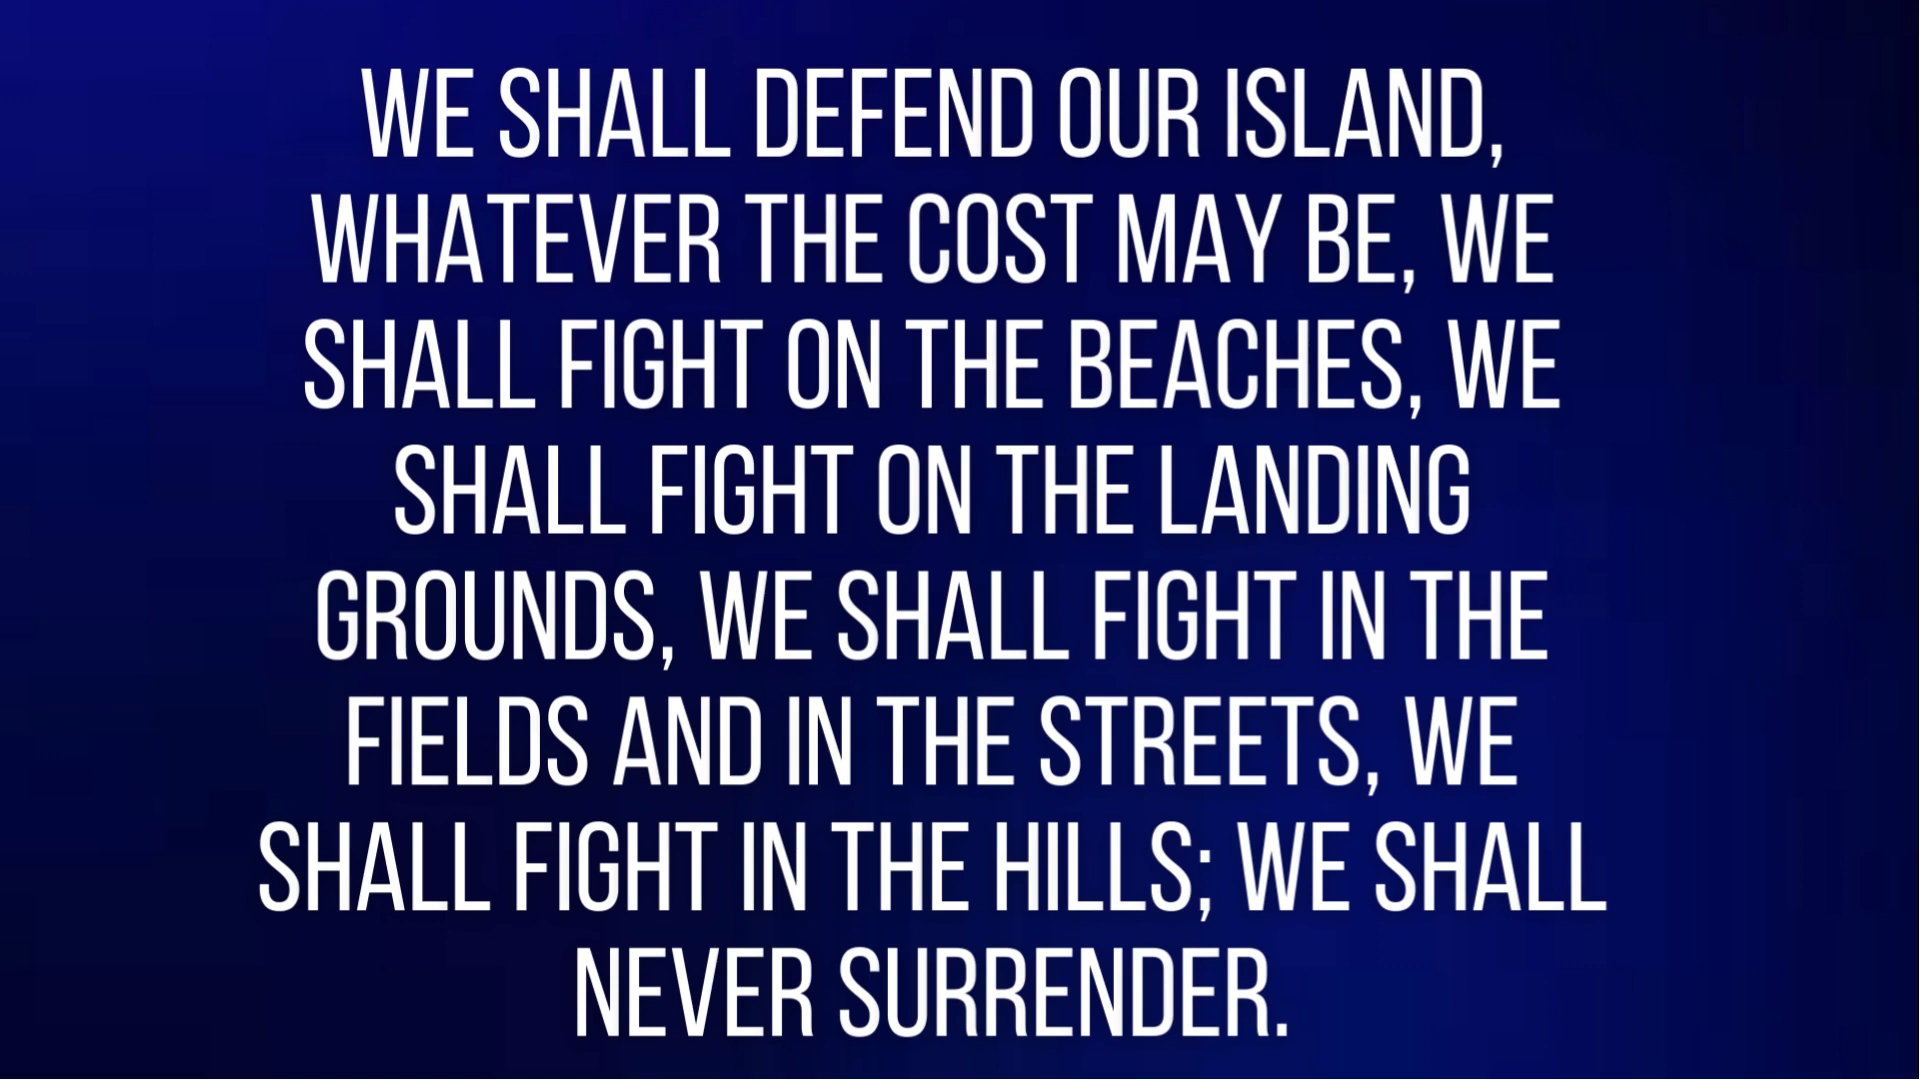 WE SHALL DEFEND OUR ISLAND,
WHATEVER THE COST MAY BE, WE
SHALL FIGHT ON THE BEACHES, WE
SHALL FIGHT ON THE LANDING
GROUNDS, WE SHALL FIGHT IN THE
FIELDS AND IN THE STREETS, WE
SHALL FIGHT IN THE HILLS; WE SHALL
NEVER SURRENDER.